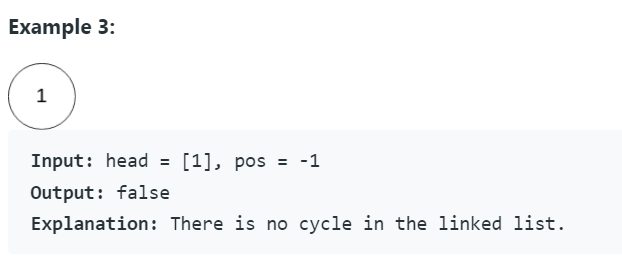 Example 3:
1
Input: head = [1], pos = -1
Output: false
Explanation: There is no cycle in the linked list.